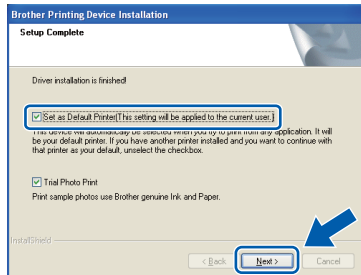 Brother Printing Device Installation
Setup Complete
Driver installation is finished!
Set as Default Printer(This setting will be applied to the current user.)
This device will automatically be selected when you try to print from any application. It will
be your default printer. If you have another printer installed and you want to continue with
that printer as your default, unselect the checkbox.
Trial Photo Print
Print sample photos use Brother genuine Ink and Paper.
InstallShield
< Back
Next >
Cancel